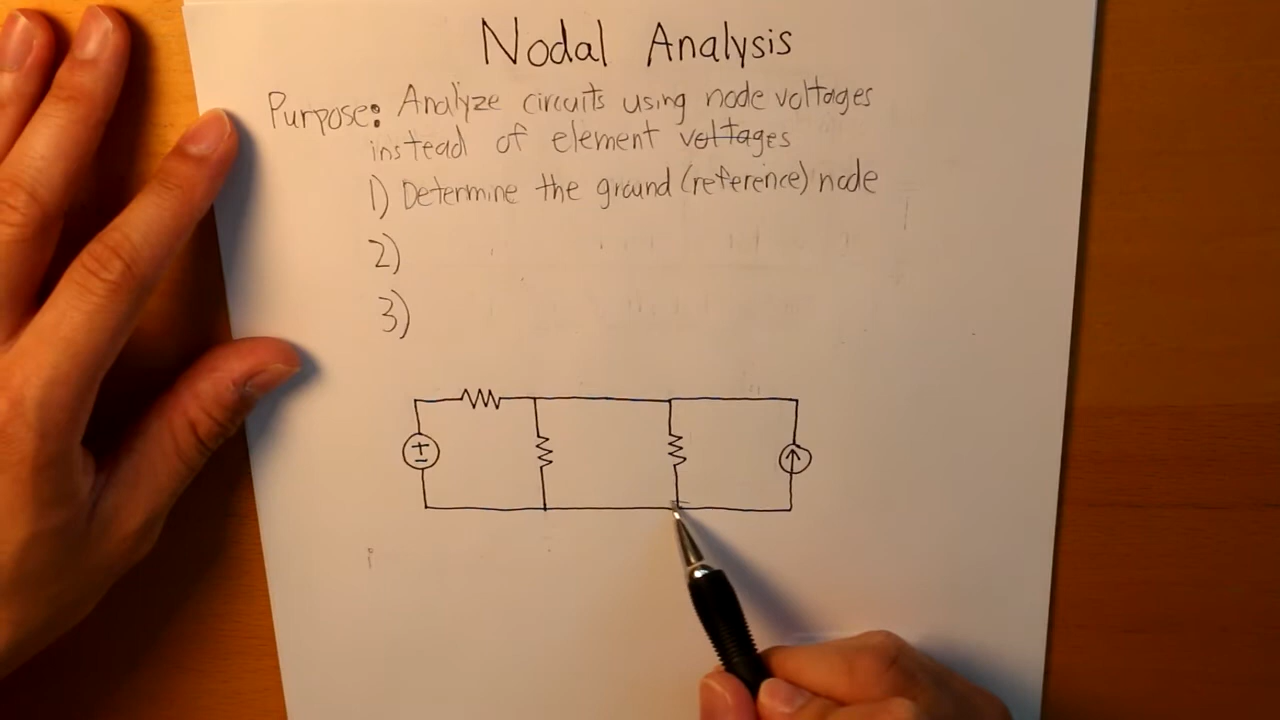 Nodal Analysis
Purpose: Analyze circuits using node voltages
instead of element voltages
1) Determine the ground (reference) node
2)
3)